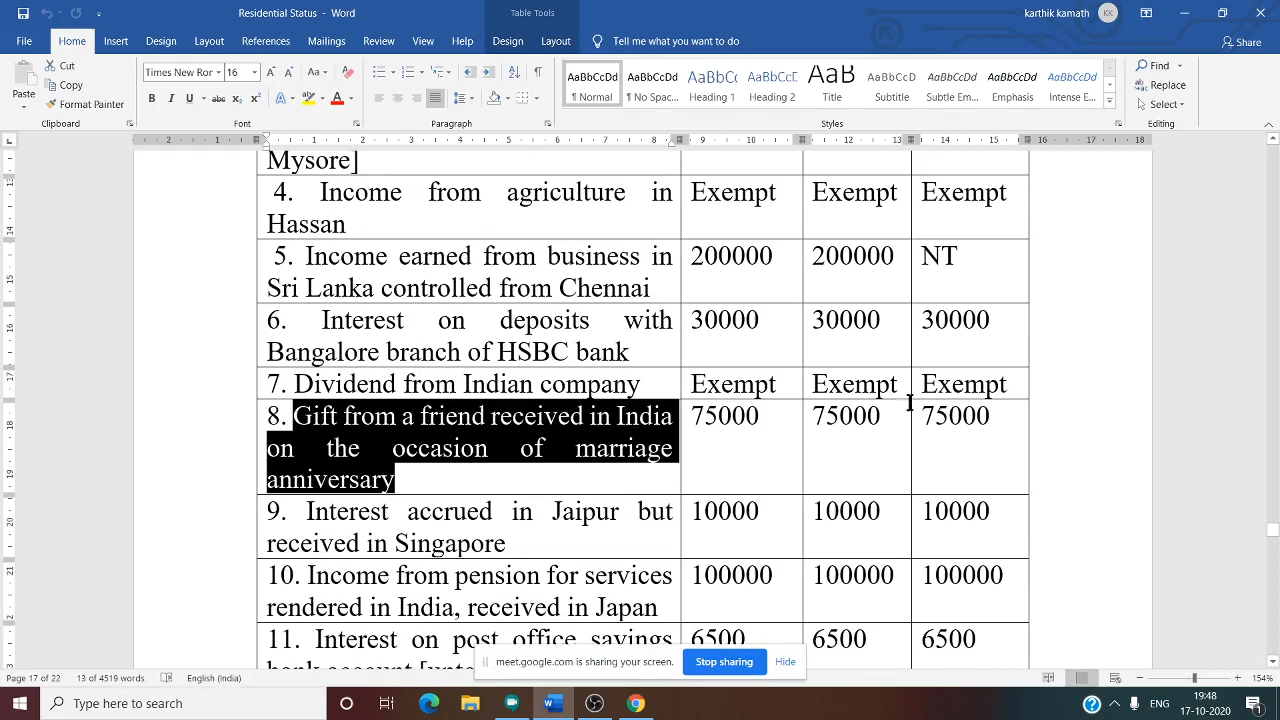 Residential Status - Word
Table Tools
karthik kamath
KK
File
Home
Insert
Design
Layout
References
Mailings
Review
View
Help
Design
Layout
Tell me what you want to do
Share
Paste
Cut
Copy
Format Painter
Clipboard
Times New Ror
16
Font
Paragraph
AaBbCcDd
¶ Normal
AaBbCcDd
¶ No Spac...
AaBbCcI
Heading 1
AaBbCcD
Heading 2
AaB
Title
AaBbCcD
Subtitle
AaBbCcDd
Subtle Em...
AaBbCcDd
Emphasis
AaBbCcDd
Intense E...
Styles
Find
Replace
Select
Editing
Mysore]
4. Income from agriculture in
Hassan
Exempt
Exempt
Exempt
5. Income earned from business in
Sri Lanka controlled from Chennai
200000
200000
NT
6. Interest on deposits with
Bangalore branch of HSBC bank
30000
30000
30000
7. Dividend from Indian company
Exempt
Exempt
Exempt
8. Gift from a friend received in India
on the occasion of marriage
anniversary
75000
75000
75000
9. Interest accrued in Jaipur but
received in Singapore
10000
10000
10000
10. Income from pension for services
rendered in India, received in Japan
100000
100000
100000
11. Interest on post office savings
6500
6500
6500
meet.google.com is sharing your screen.
Stop sharing
Hide
13 of 4519 words
English (India)
154%
Type here to search
19:48
17-10-2020